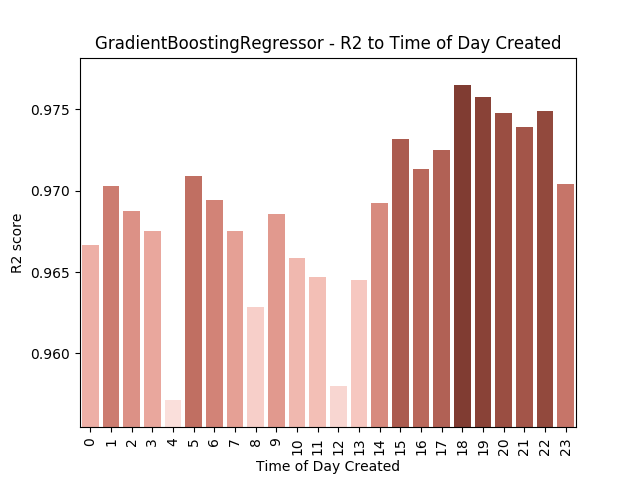 GradientBoostingRegressor - R2 to Time of Day Created
R2 score
0.975
0.970
0.965
0.960
0 1 2 3 4 5 6 7 8 9 10 11 12 13 14 15 16 17 18 19 20 21 22 23
Time of Day Created